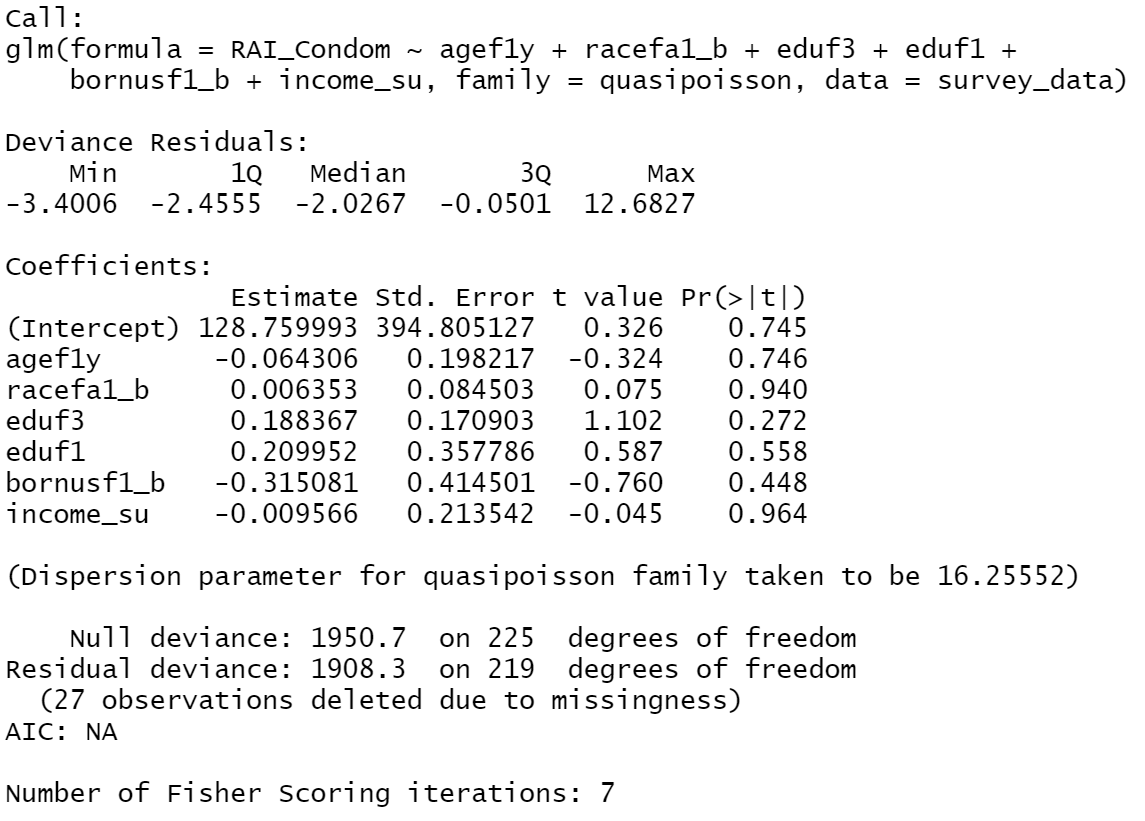 Call:
glm(formula = RAI_Condom ~ agef1y + racefa1_b + eduf3 + eduf1 +
    bornusf1_b + income_su, family = quasipoisson, data = survey_data)

Deviance Residuals:
    Min       1Q   Median       3Q      Max
-3.4006  -2.4555  -2.0267  -0.0501  12.6827

Coefficients:
              Estimate Std. Error t value Pr(>|t|)
(Intercept) 128.759993 394.805127   0.326    0.745
agef1y       -0.064306   0.198217  -0.324    0.746
racefa1_b     0.006353   0.084503   0.075    0.940
eduf3         0.188367   0.170903   1.102    0.272
eduf1         0.209952   0.357786   0.587    0.558
bornusf1_b   -0.315081   0.414501  -0.760    0.448
income_su    -0.009566   0.213542  -0.045    0.964

(Dispersion parameter for quasipoisson family taken to be 16.25552)

    Null deviance: 1950.7  on 225  degrees of freedom
Residual deviance: 1908.3  on 219  degrees of freedom
  (27 observations deleted due to missingness)
AIC: NA

Number of Fisher Scoring iterations: 7